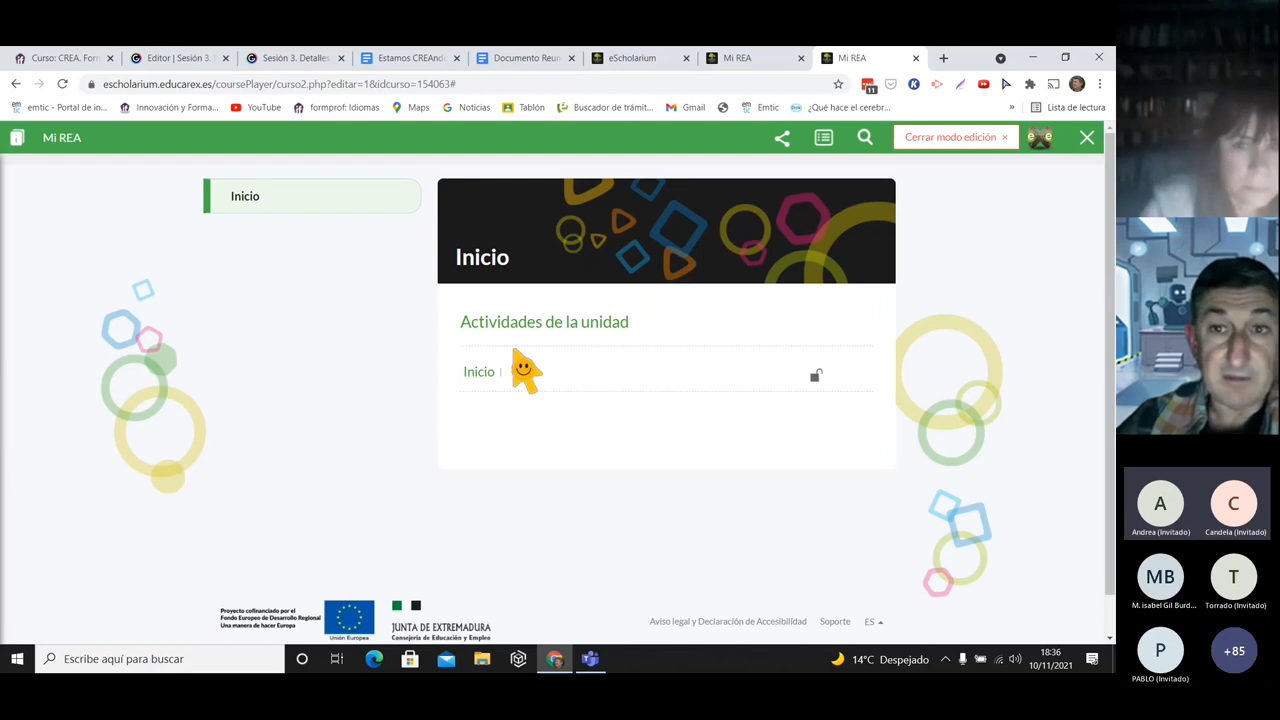 Curso: CREA. Form
Editor | Sesión 3. D
Sesión 3. Detalles
Estamos CREAndo
Documento Reun
eScholarium
Mi REA
Mi REA
escholarium.educarex.es/coursePlayer/curso2.php?editar=1&idcurso=154063#
11
emtic - Portal de in...
Innovación y Forma...
YouTube
formprof: Idiomas
Maps
Noticias
Tablón
Buscador de trámit...
Gmail
Emtic
¿Qué hace el cereb...
»
Lista de lectura
Mi REA
Cerrar modo edición ×
Inicio
Inicio
Actividades de la unidad
Inicio
Proyecto cofinanciado por el
Fondo Europeo de Desarrollo Regional
Una manera de hacer Europa
Unión Europea
JUNTA DE EXTREMADURA
Consejería de Educación y Empleo
Aviso legal y Declaración de Accesibilidad
Soporte
ES
Escribe aquí para buscar
14°C Despejado
18:36
10/11/2021
A
Andrea (Invitado)
C
Candela (Invitado)
MB
M. isabel Gil Burd...
T
Torrado (Invitado)
P
PABLO (Invitado)
+85